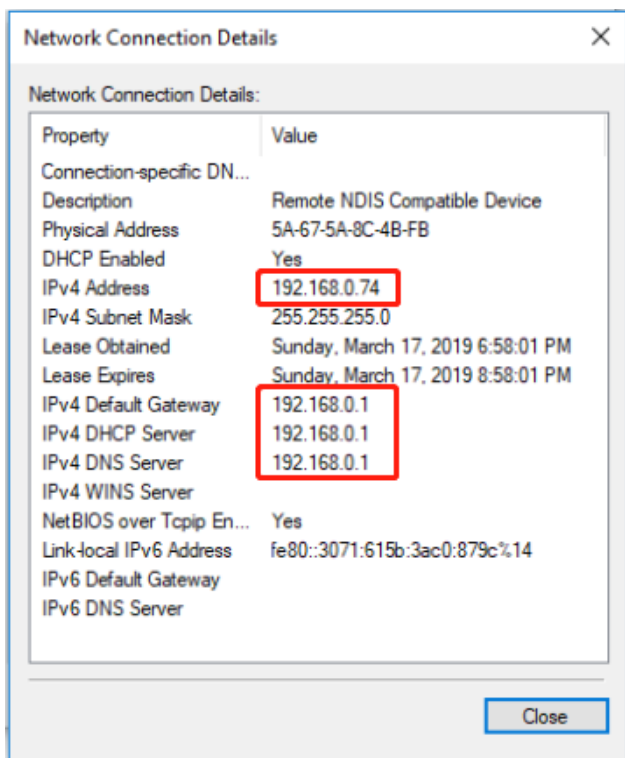 Network Connection Details
Network Connection Details:
Property Value
Connection-specific DN...
Description Remote NDIS Compatible Device
Physical Address 5A-67-5A-8C-4B-FB
DHCP Enabled Yes
IPv4 Address 192.168.0.74
IPv4 Subnet Mask 255.255.255.0
Lease Obtained Sunday, March 17, 2019 6:58:01 PM
Lease Expires Sunday, March 17, 2019 8:58:01 PM
IPv4 Default Gateway 192.168.0.1
IPv4 DHCP Server 192.168.0.1
IPv4 DNS Server 192.168.0.1
IPv4 WINS Server
NetBIOS over Tcpip En... Yes
Link-local IPv6 Address fe80::3071:615b:3ac0:879c%14
IPv6 Default Gateway
IPv6 DNS Server
Close